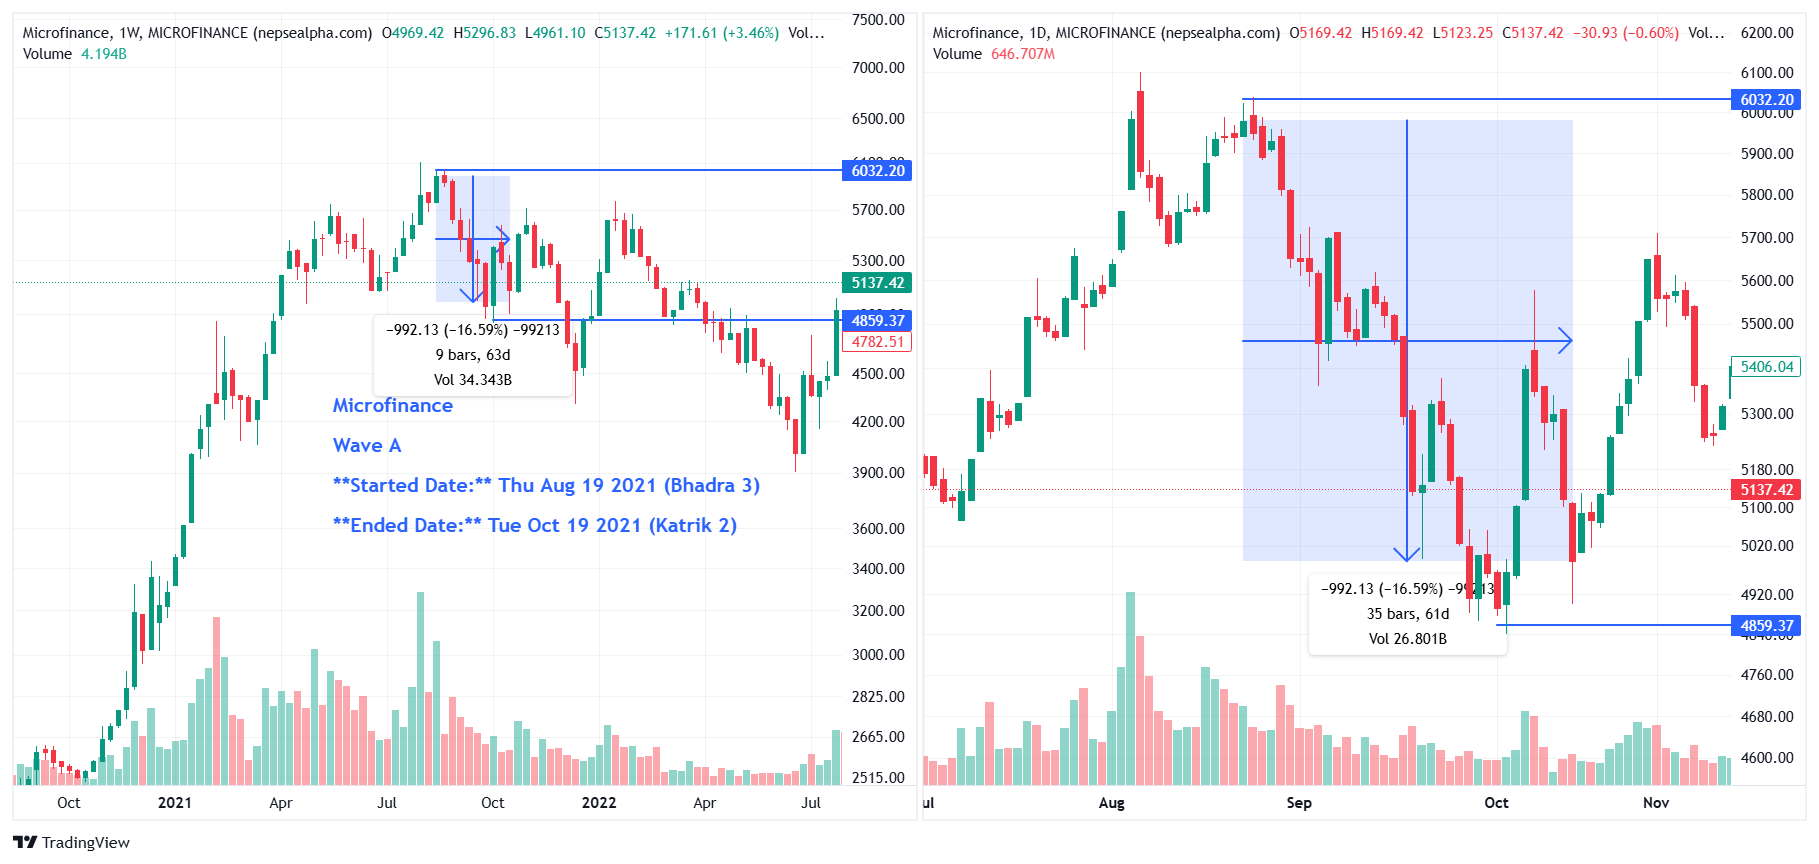 Microfinance, 1W, MICROFINANCE (nepsealpha.com) O4969.42 H5296.83 L4961.10 C5137.42 +171.61 (+3.46%) Vol...
Volume 4.194B
7500.00
7000.00
6500.00
6032.20
5700.00
5300.00
5137.42
4859.37
4782.51
4500.00
4200.00
3900.00
3600.00
3400.00
3200.00
3000.00
2825.00
2665.00
2515.00
−992.13 (−16.59%) −99213
9 bars, 63d
Vol 34.343B
Microfinance
Wave A
**Started Date:** Thu Aug 19 2021 (Bhadra 3)
**Ended Date:** Tue Oct 19 2021 (Katrik 2)
Oct 2021 Apr Jul Oct 2022 Apr Jul
Microfinance, 1D, MICROFINANCE (nepsealpha.com) O5169.42 H5169.42 L5123.25 C5137.42 −30.93 (−0.60%) Vol...
Volume 646.707M
6200.00
6100.00
6032.20
6000.00
5900.00
5800.00
5700.00
5600.00
5500.00
5406.04
5300.00
5180.00
5137.42
5100.00
5020.00
4920.00
4859.37
4840.00
4760.00
4680.00
4600.00
−992.13 (−16.59%) −99213
35 bars, 61d
Vol 26.801B
ul Aug Sep Oct Nov
TradingView